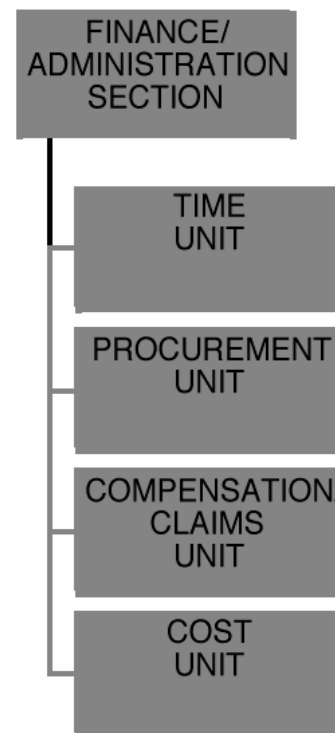 FINANCE/
ADMINISTRATION
SECTION
TIME
UNIT
PROCUREMENT
UNIT
COMPENSATION/
CLAIMS
UNIT
COST
UNIT